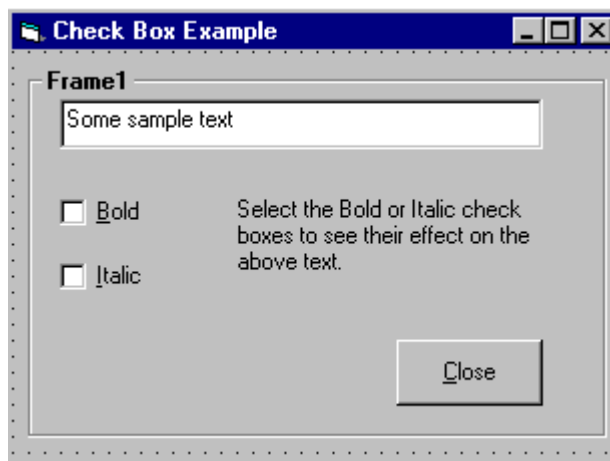 Check Box Example
Frame1
Some sample text
Bold
Select the Bold or Italic check
boxes to see their effect on the
above text.
Italic
Close